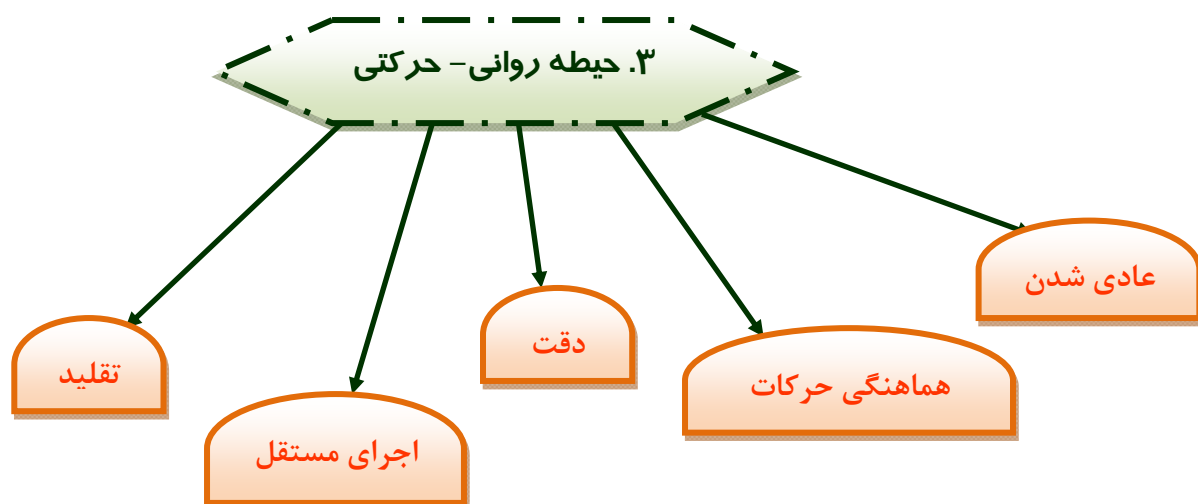 ۳. حیطه روانی- حرکتی
عادی شدن
هماهنگی حرکات
دقت
اجرای مستقل
تقلید